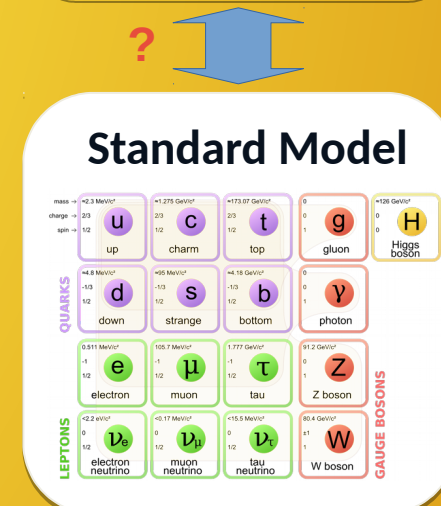 ?
Standard Model
mass → ≈2.3 MeV/c² ≈1.275 GeV/c² ≈173.07 GeV/c² 0 ≈126 GeV/c²
charge → 2/3 2/3 2/3 0 0
spin → 1/2 u 1/2 c 1/2 t 1 g 0 H
up charm top gluon Higgs
boson
QUARKS
≈4.8 MeV/c² ≈95 MeV/c² ≈4.18 GeV/c² 0
-1/3 -1/3 -1/3 0
1/2 d 1/2 s 1/2 b 1 γ
down strange bottom photon
0.511 MeV/c² 105.7 MeV/c² 1.777 GeV/c² 91.2 GeV/c²
-1 -1 -1 0
1/2 e 1/2 μ 1/2 τ 1 Z
electron muon tau Z boson
GAUGE BOSONS
LEPTONS
<2.2 eV/c² <0.17 MeV/c² <15.5 MeV/c² 80.4 GeV/c²
0 0 0 ±1
1/2 νe 1/2 νμ 1/2 ντ 1 W
electron muon tau W boson
neutrino neutrino neutrino